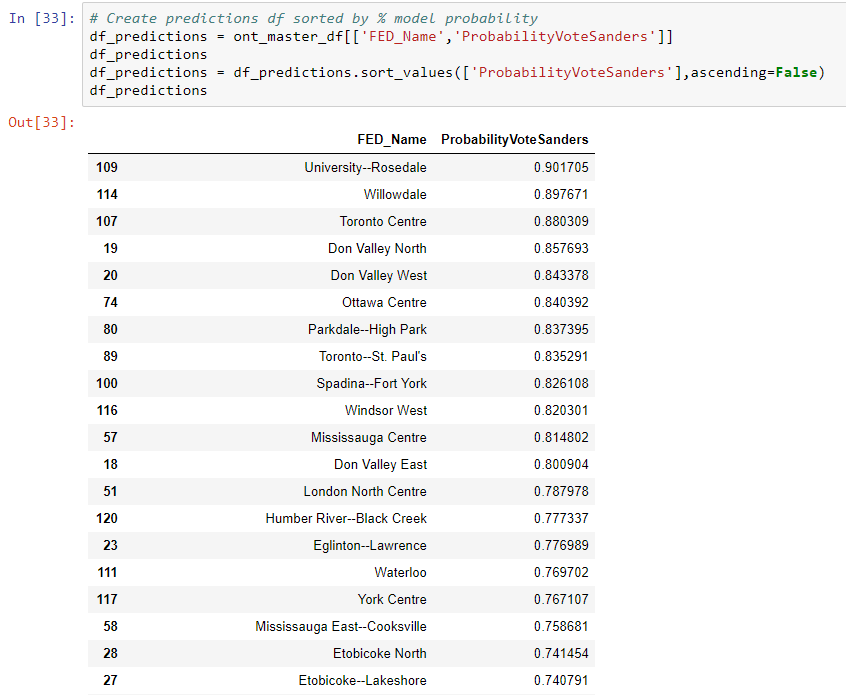 In [33]: # Create predictions df sorted by % model probability
df_predictions = ont_master_df[['FED_Name','ProbabilityVoteSanders']]
df_predictions
df_predictions = df_predictions.sort_values(['ProbabilityVoteSanders'],ascending=False)
df_predictions
Out[33]:
FED_Name ProbabilityVoteSanders
109 University--Rosedale 0.901705
114 Willowdale 0.897671
107 Toronto Centre 0.880309
19 Don Valley North 0.857693
20 Don Valley West 0.843378
74 Ottawa Centre 0.840392
80 Parkdale--High Park 0.837395
89 Toronto--St. Paul's 0.835291
100 Spadina--Fort York 0.826108
116 Windsor West 0.820301
57 Mississauga Centre 0.814802
18 Don Valley East 0.800904
51 London North Centre 0.787978
120 Humber River--Black Creek 0.777337
23 Eglinton--Lawrence 0.776989
111 Waterloo 0.769702
117 York Centre 0.767107
58 Mississauga East--Cooksville 0.758681
28 Etobicoke North 0.741454
27 Etobicoke--Lakeshore 0.740791